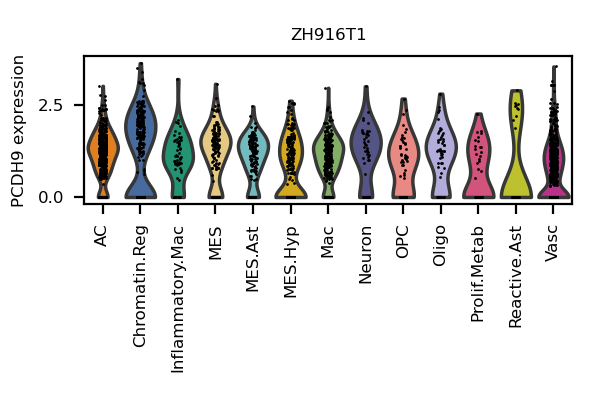 ZH916T1
PCDH9 expression
2.5
0.0
AC
Chromatin.Reg
Inflammatory.Mac
MES
MES.Ast
MES.Hyp
Mac
Neuron
OPC
Oligo
Prolif.Metab
Reactive.Ast
Vasc